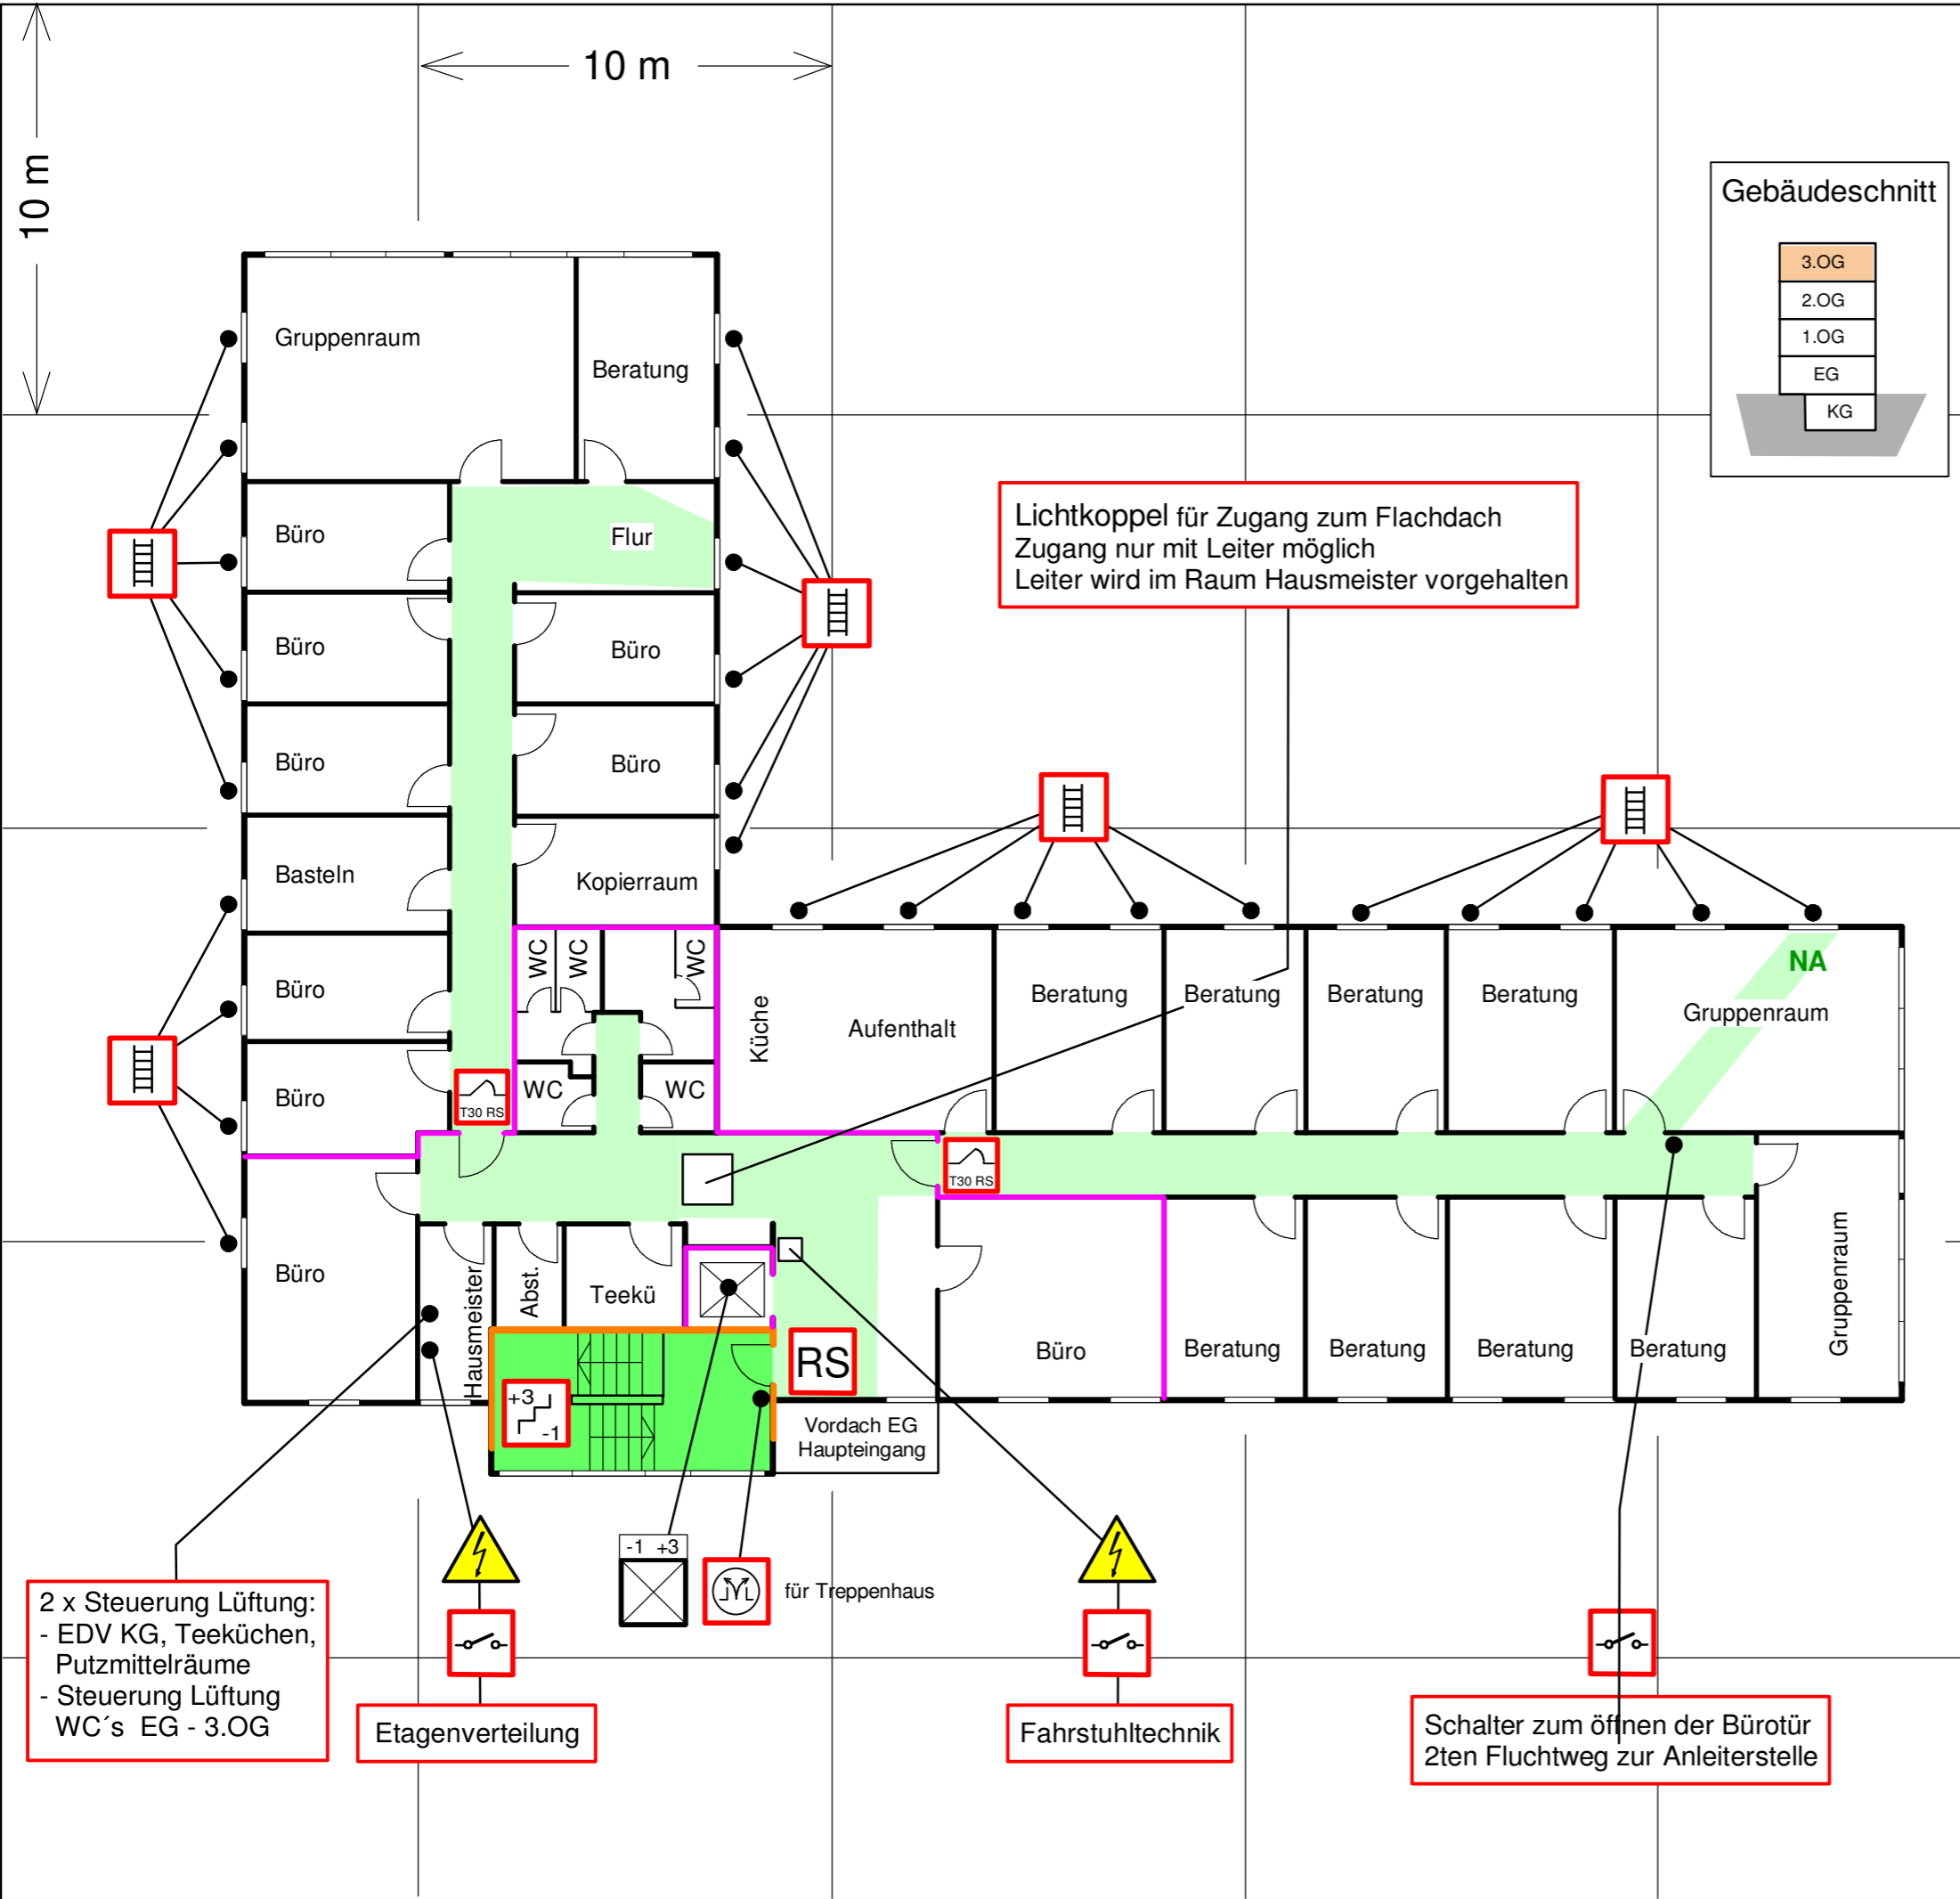 10 m
10 m
Gebäudeschnitt
3.OG
2.OG
1.OG
EG
KG
Gruppenraum
Beratung
Lichtkoppel für Zugang zum Flachdach
Zugang nur mit Leiter möglich
Leiter wird im Raum Hausmeister vorgehalten
Büro
Flur
Büro
Büro
Büro
Büro
Basteln
Kopierraum
Büro
WC
WC
WC
Küche
Aufenthalt
Beratung
Beratung
Beratung
Beratung
NA
Gruppenraum
Büro
T30 RS
WC
WC
T30 RS
Büro
Hausmeister
Abst.
Teekü
RS
Büro
Beratung
Beratung
Beratung
Beratung
Gruppenraum
+3
-1
Vordach EG
Haupteingang
-1 +3
für Treppenhaus
2 x Steuerung Lüftung:
- EDV KG, Teeküchen,
Putzmittelräume
- Steuerung Lüftung
WC´s EG - 3.OG
Etagenverteilung
Fahrstuhltechnik
Schalter zum öffnen der Bürotür
2ten Fluchtweg zur Anleiterstelle